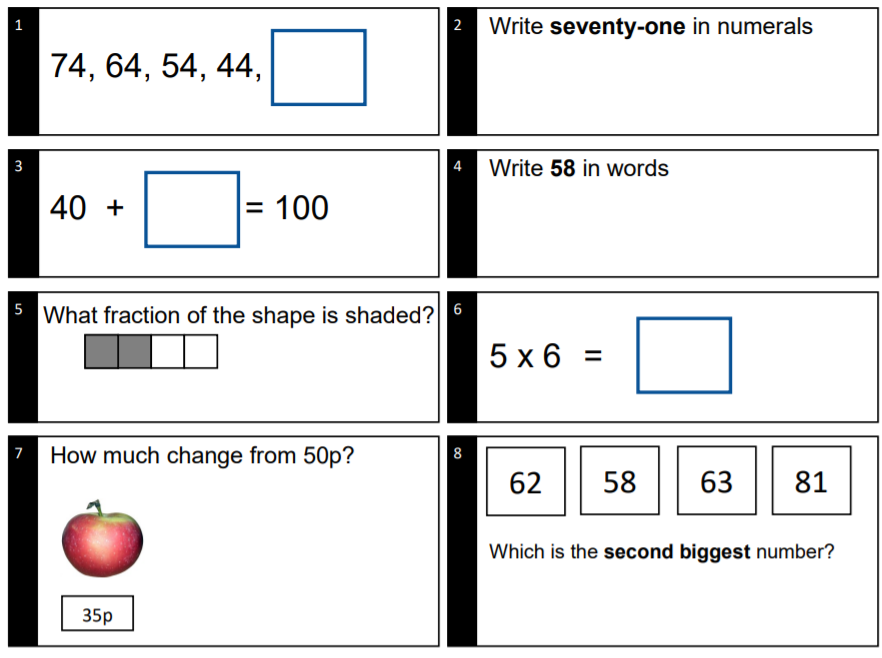 1
74, 64, 54, 44,
2
Write seventy-one in numerals
3
40 + = 100
4
Write 58 in words
5
What fraction of the shape is shaded?
6
5 x 6 =
7
How much change from 50p?
35p
8
62 58 63 81
Which is the second biggest number?